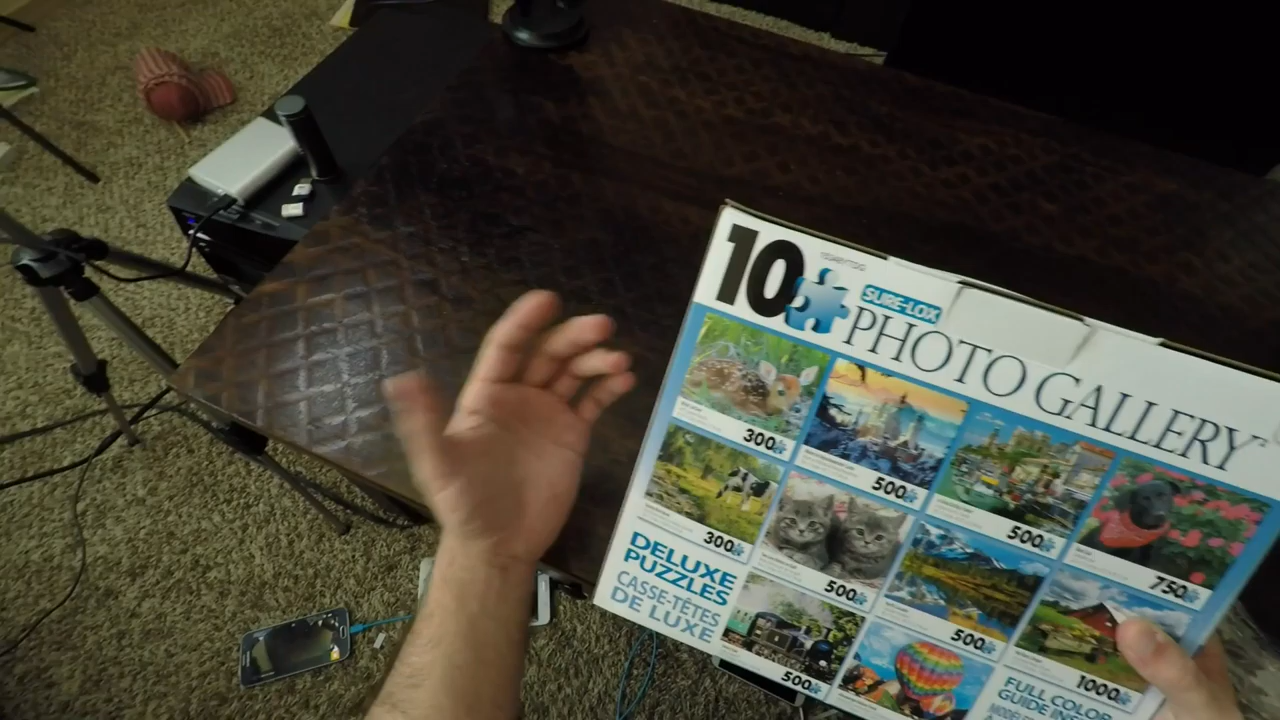 10
SURE-LOX
PHOTO GALLERY
300
500
500
750
300
500
500
1000
500
DELUXE
PUZZLES
CASSE-TÊTES
DE LUXE
FULL COLOR